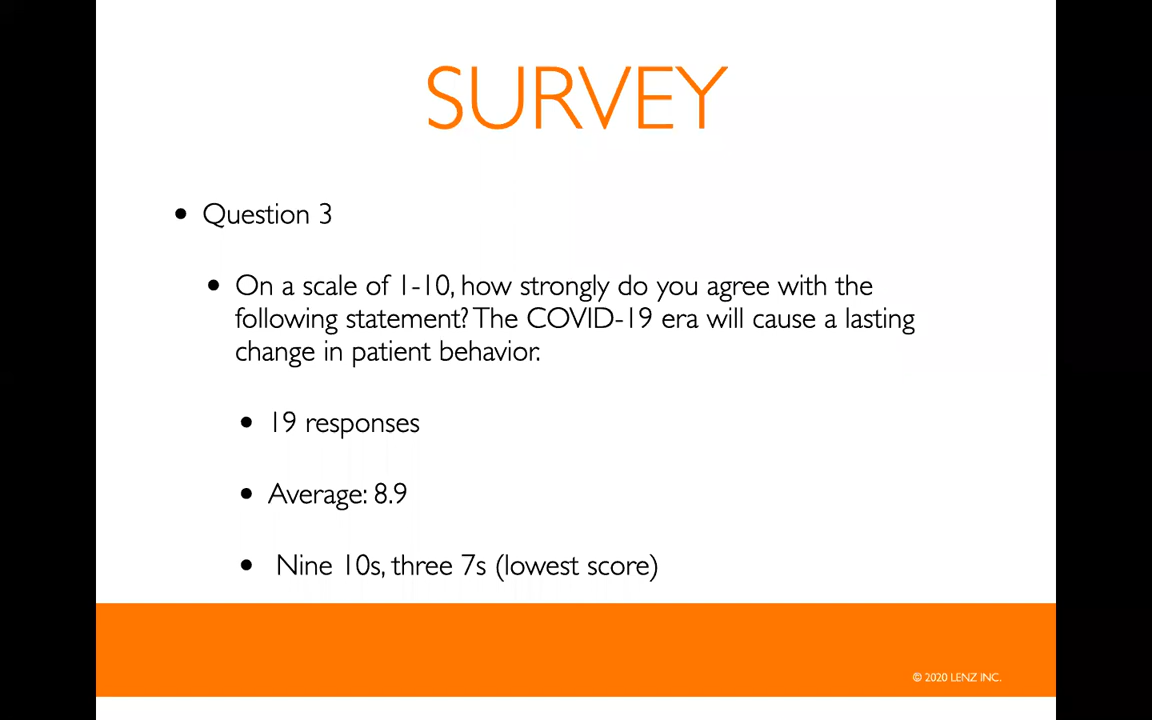 SURVEY
• Question 3
• On a scale of 1-10, how strongly do you agree with the
following statement? The COVID-19 era will cause a lasting
change in patient behavior.
• 19 responses
• Average: 8.9
• Nine 10s, three 7s (lowest score)
© 2020 LENZ INC.